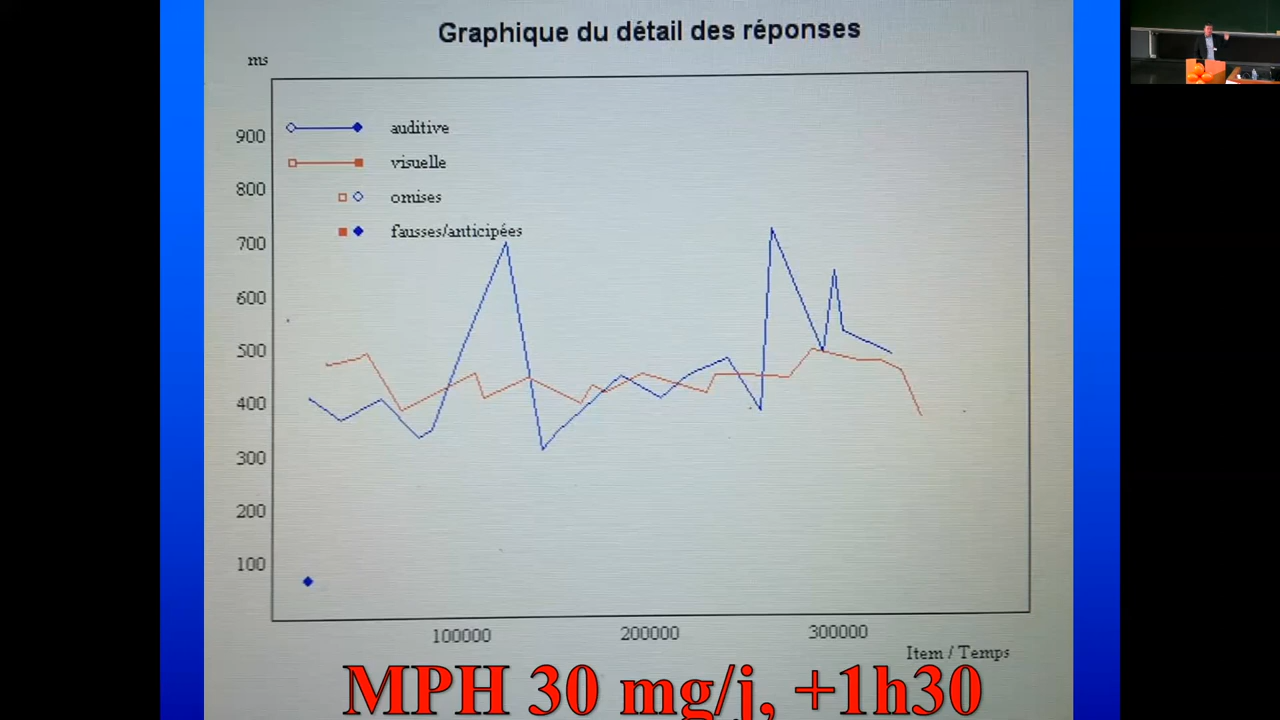 Graphique du détail des réponses
ms
900
auditive
visuelle
800
omises
fausses/anticipées
700
600
500
400
300
200
100
100000
200000
300000
Item / Temps
MPH 30 mg/j, +1h30